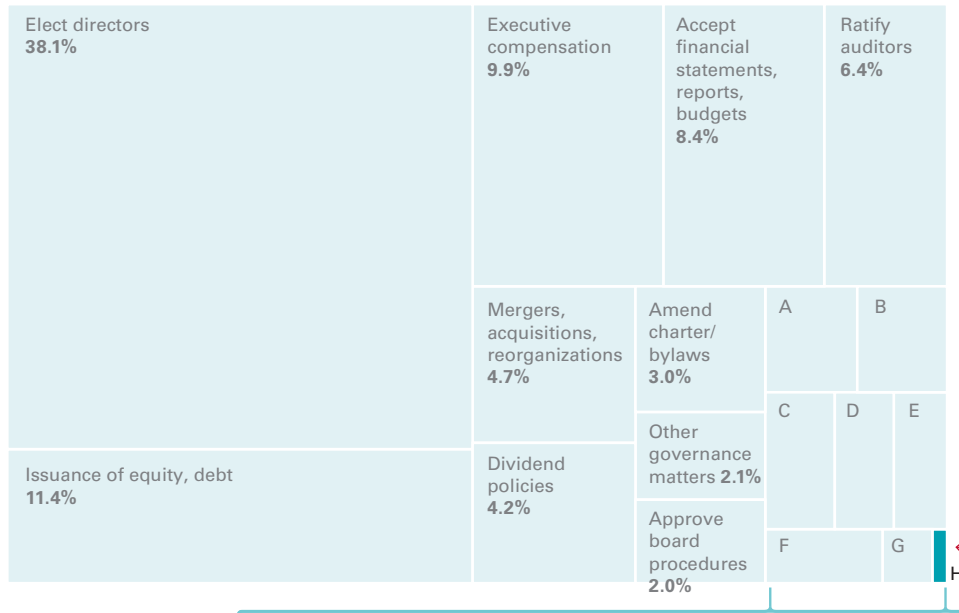 Elect directors
38.1%
Executive
compensation
9.9%
Accept
financial
statements,
reports,
budgets
8.4%
Ratify
auditors
6.4%
Mergers,
acquisitions,
reorganizations
4.7%
Amend
charter/
bylaws
3.0%
A
B
C
D
E
Other
governance
matters 2.1%
Issuance of equity, debt
11.4%
Dividend
policies
4.2%
Approve
board
procedures
2.0%
F
G
H